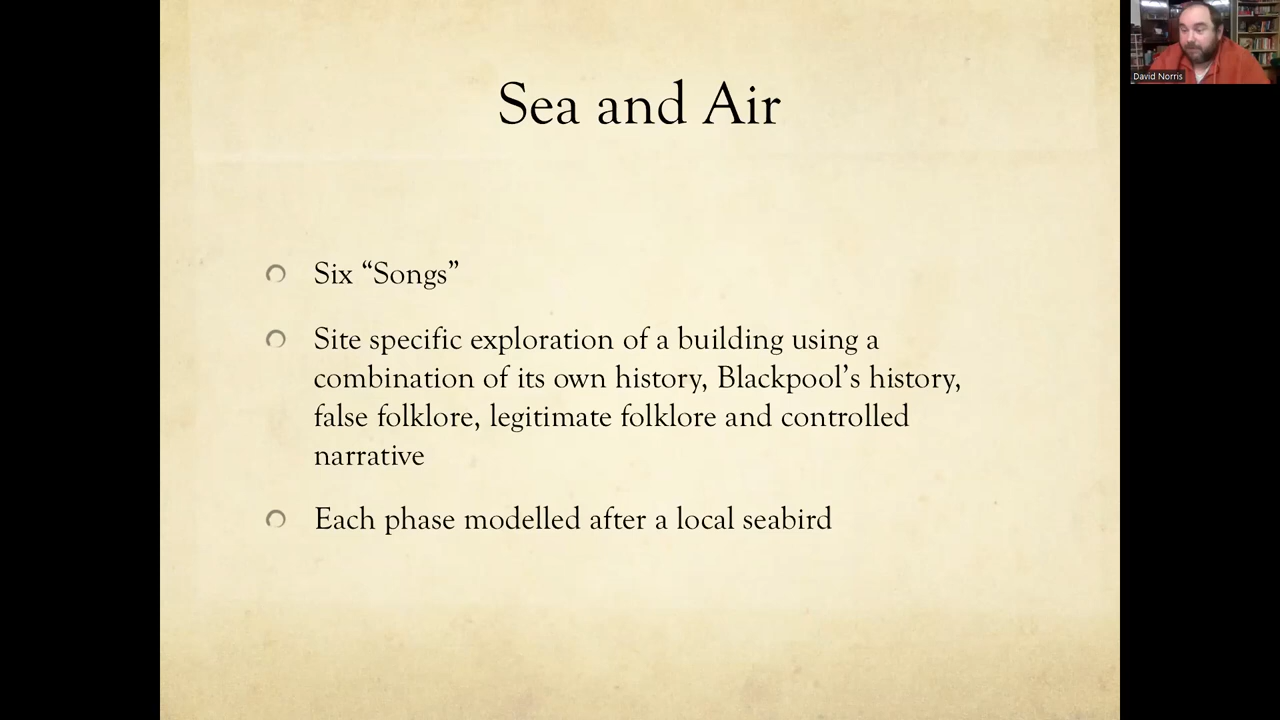 Sea and Air
Six “Songs”
Site specific exploration of a building using a
combination of its own history, Blackpool’s history,
false folklore, legitimate folklore and controlled
narrative
Each phase modelled after a local seabird
David Norris